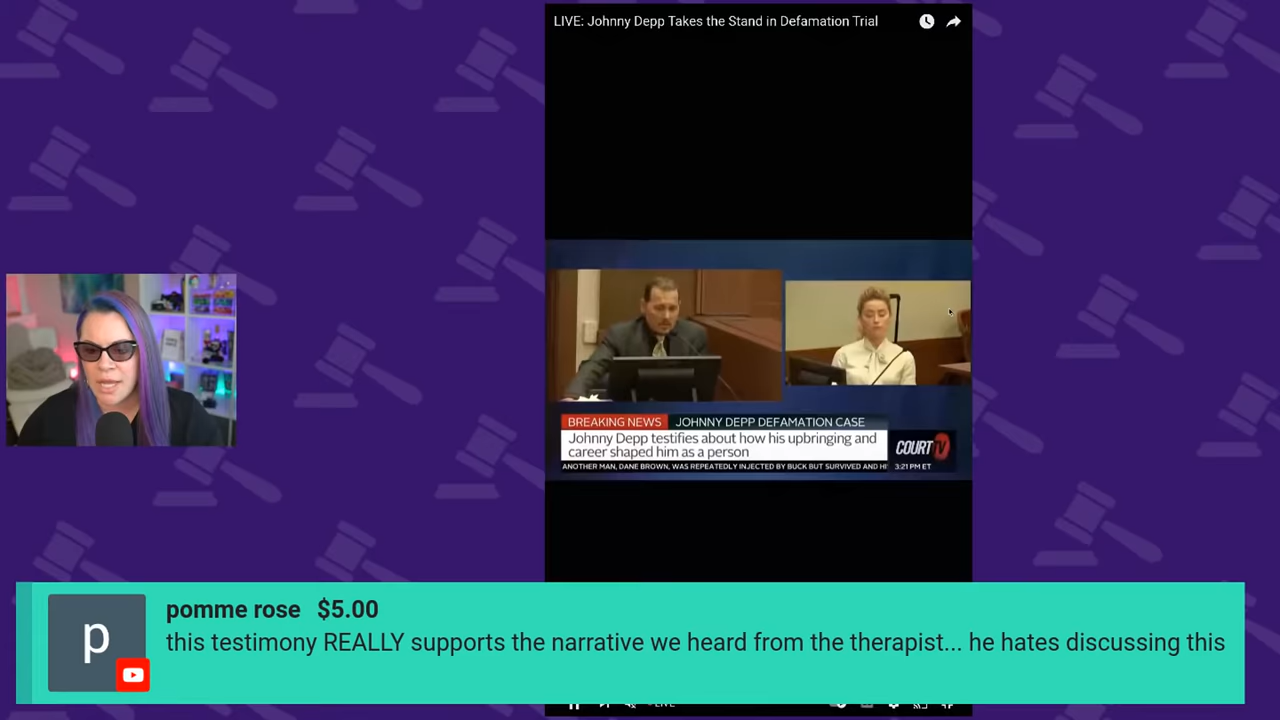 LIVE: Johnny Depp Takes the Stand in Defamation Trial
BREAKING NEWS JOHNNY DEPP DEFAMATION CASE
Johnny Depp testifies about how his upbringing and
career shaped him as a person
COURT TV
ANOTHER MAN, DANE BROWN, WAS REPEATEDLY INJECTED BY BUCK BUT SURVIVED AND 3:21 PM ET
p
pomme rose $5.00
this testimony REALLY supports the narrative we heard from the therapist... he hates discussing this
LIVE